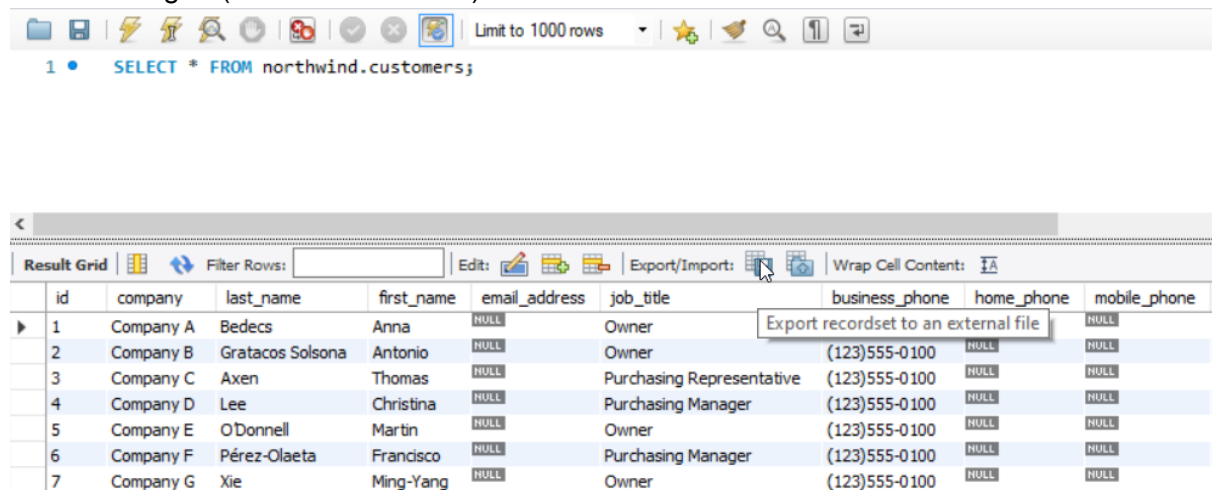 Limit to 1000 rows
1 SELECT * FROM northwind.customers;
Result Grid Filter Rows: Edit: Export/Import: Wrap Cell Content: IA
id company last_name first_name email_address job_title business_phone home_phone mobile_phone
1 Company A Bedecs Anna NULL Owner Export recordset to an external file NULL
2 Company B Gratacos Solsona Antonio NULL Owner (123)555-0100 NULL NULL
3 Company C Axen Thomas NULL Purchasing Representative (123)555-0100 NULL NULL
4 Company D Lee Christina NULL Purchasing Manager (123)555-0100 NULL NULL
5 Company E O'Donnell Martin NULL Owner (123)555-0100 NULL NULL
6 Company F Pérez-Olaeta Francisco NULL Purchasing Manager (123)555-0100 NULL NULL
7 Company G Xie Ming-Yang NULL Owner (123)555-0100 NULL NULL